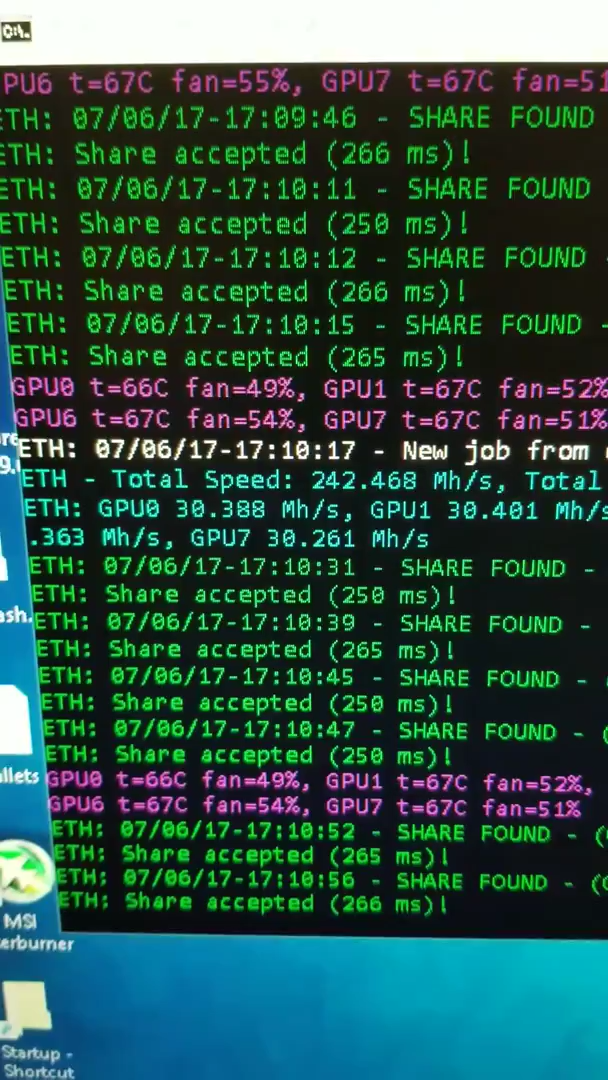 C:\.
PU6 t=67C fan=55%, GPU7 t=67C fan=51
ETH: 07/06/17-17:09:46 - SHARE FOUND
ETH: Share accepted (266 ms)!
ETH: 07/06/17-17:10:11 - SHARE FOUND
ETH: Share accepted (250 ms)!
ETH: 07/06/17-17:10:12 - SHARE FOUND -
ETH: Share accepted (266 ms)!
ETH: 07/06/17-17:10:15 - SHARE FOUND -
ETH: Share accepted (265 ms)!
GPU0 t=66C fan=49%, GPU1 t=67C fan=52%
GPU6 t=67C fan=54%, GPU7 t=67C fan=51%
ETH: 07/06/17-17:10:17 - New job from
ETH - Total Speed: 242.468 Mh/s, Total
ETH: GPU0 30.388 Mh/s, GPU1 30.401 Mh/s
.363 Mh/s, GPU7 30.261 Mh/s
ETH: 07/06/17-17:10:31 - SHARE FOUND -
ETH: Share accepted (250 ms)!
ETH: 07/06/17-17:10:39 - SHARE FOUND -
ETH: Share accepted (265 ms)!
ETH: 07/06/17-17:10:45 - SHARE FOUND -
ETH: Share accepted (250 ms)!
ETH: 07/06/17-17:10:47 - SHARE FOUND - (
ETH: Share accepted (250 ms)!
GPU0 t=66C fan=49%, GPU1 t=67C fan=52%,
GPU6 t=67C fan=54%, GPU7 t=67C fan=51%
ETH: 07/06/17-17:10:52 - SHARE FOUND - (
ETH: Share accepted (265 ms)!
ETH: 07/06/17-17:10:56 - SHARE FOUND - (
ETH: Share accepted (266 ms)!
re
9.
ash.
llets
MSI
erburner
Startup -
Shortcut